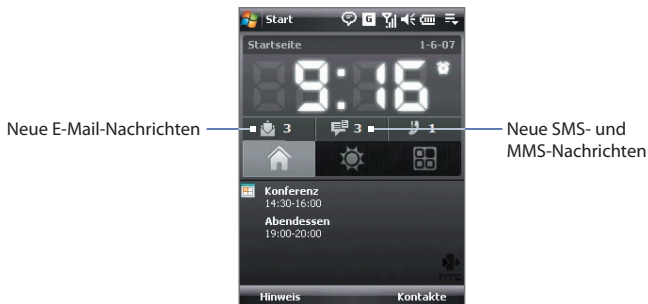 Start
G
Startseite
1-6-07
9:16
3
3
1
Neue E-Mail-Nachrichten
Neue SMS- und
MMS-Nachrichten
Konferenz
14:30-16:00
Abendessen
19:00-20:00
hTC
Hinweis
Kontakte